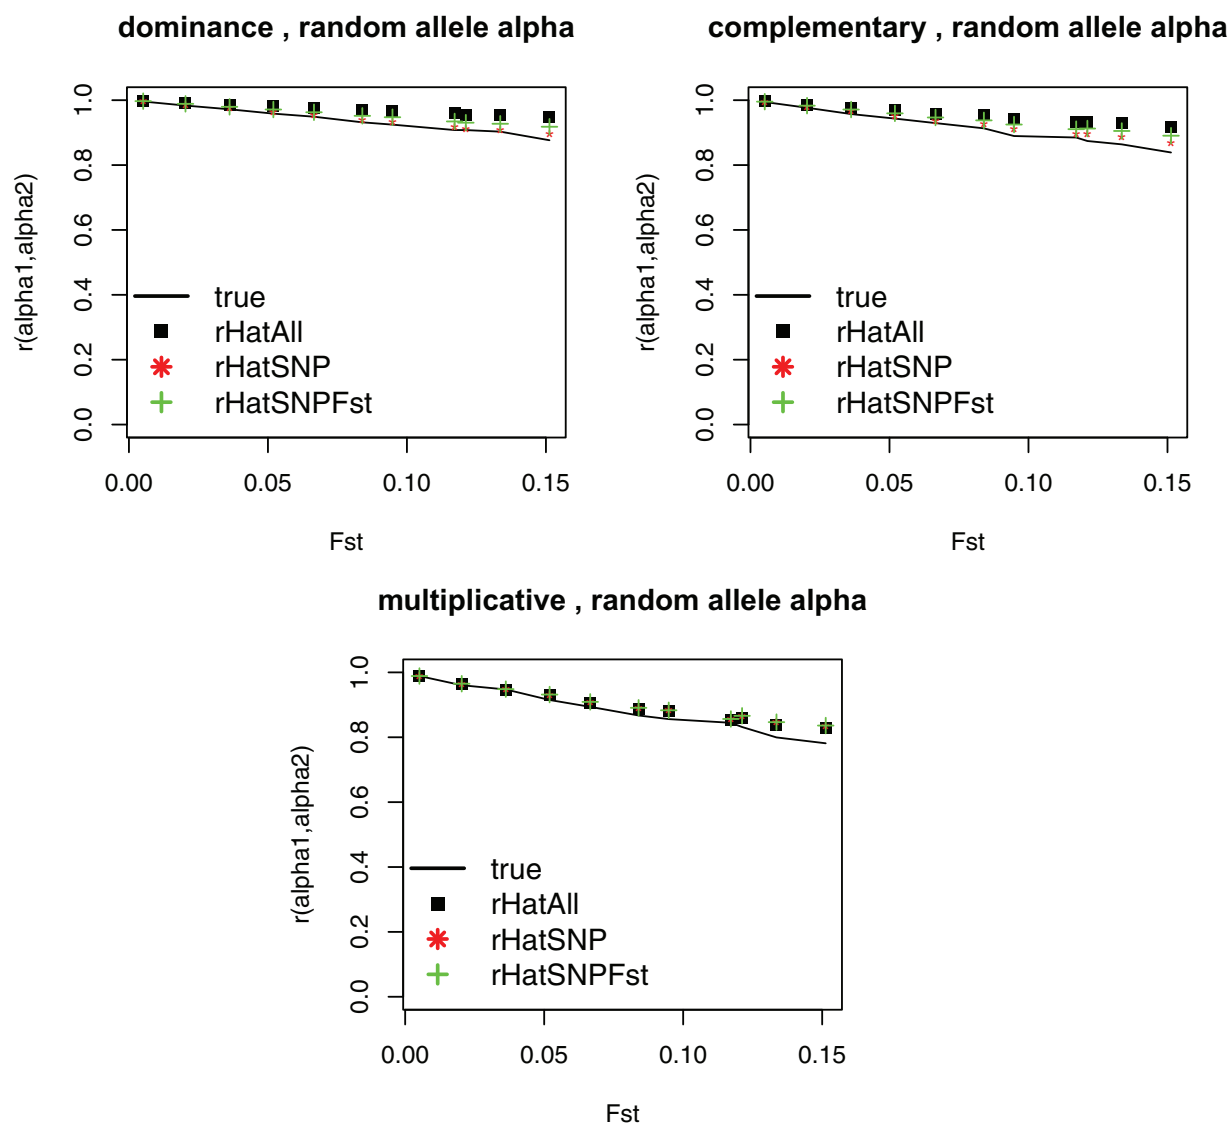 dominance , random allele alpha
r(alpha1,alpha2)
1.0
0.8
0.6
0.4
0.2
0.0
true
rHatAll
rHatSNP
rHatSNPFst
0.00 0.05 0.10 0.15
Fst
complementary , random allele alpha
r(alpha1,alpha2)
1.0
0.8
0.6
0.4
0.2
0.0
true
rHatAll
rHatSNP
rHatSNPFst
0.00 0.05 0.10 0.15
Fst
multiplicative , random allele alpha
r(alpha1,alpha2)
1.0
0.8
0.6
0.4
0.2
0.0
true
rHatAll
rHatSNP
rHatSNPFst
0.00 0.05 0.10 0.15
Fst